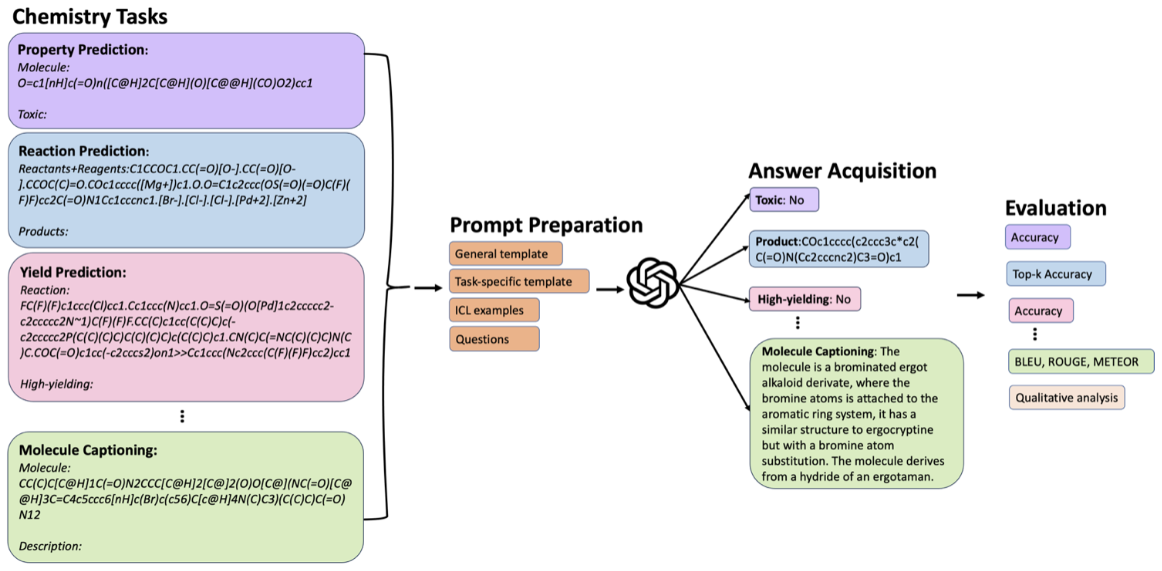 Chemistry Tasks
Property Prediction:
Molecule:
O=c1[nH]c(=O)n([C@H]2C[C@H](O)[C@@H](CO)O2)cc1
Toxic:
Reaction Prediction:
Reactants+Reagents:C1CCOC1.CC(=O)[O-].CC(=O)[O-
].CCOC(C)=O.COc1cccc([Mg+])c1.O.O=C1c2ccc(OS(=O)(=O)C(F)(
F)F)cc2C(=O)N1Cc1cccnc1.[Br-].[Cl-].[Cl-].[Pd+2].[Zn+2]
Products:
Yield Prediction:
Reaction:
FC(F)(F)c1ccc(Cl)cc1.Cc1ccc(N)cc1.O=S(=O)(O[Pd]1c2ccccc2-
c2ccccc2N~1)C(F)(F)F.CC(C)c1cc(C(C)C)c(-
c2ccccc2P(C(C)(C)C)C(C)(C)C)c(C(C)C)c1.CN(C)C(=NC(C)(C)C)N(C
)C.COC(=O)c1cc(-c2cccs2)on1>>Cc1ccc(Nc2ccc(C(F)(F)F)cc2)cc1
High-yielding:
Molecule Captioning:
Molecule:
CC(C)C[C@H]1C(=O)N2CCC[C@H]2[C@]2(O)O[C@](NC(=O)[C@
@H]3C=C4c5ccc6[nH]c(Br)c(c56)C[c@H]4N(C)C3)(C(C)C)C(=O)
N12
Description:
Prompt Preparation
General template
Task-specific template
ICL examples
Questions
Answer Acquisition
Toxic: No
Product:COc1cccc(c2ccc3c*c2(
C(=O)N(Cc2cccnc2)C3=O)c1
High-yielding: No
Molecule Captioning: The
molecule is a brominated ergot
alkaloid derivate, where the
bromine atoms is attached to the
aromatic ring system, it has a
similar structure to ergocryptine
but with a bromine atom
substitution. The molecule derives
from a hydride of an ergotaman.
Evaluation
Accuracy
Top-k Accuracy
Accuracy
BLEU, ROUGE, METEOR
Qualitative analysis